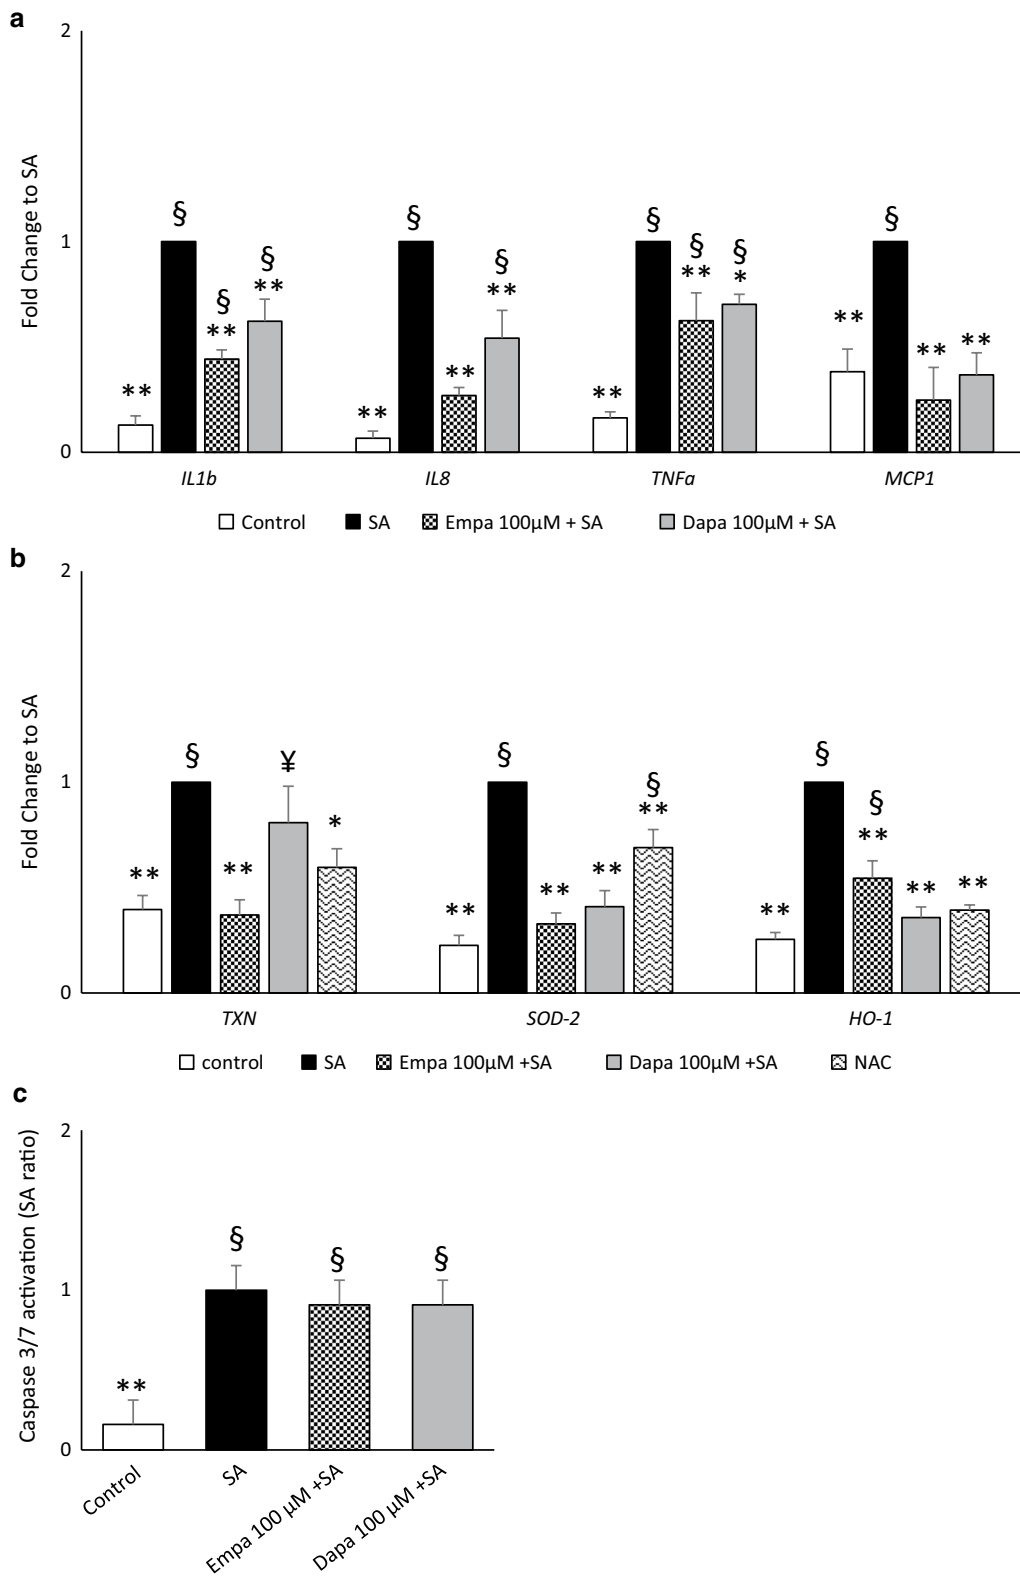 a
2
Fold Change to SA
§ § § §
1
§ § §
§ ** ** *
§ ** **
** ** ** **
** ** **
0
IL1b IL8 TNFα MCP1
Control SA Empa 100µM + SA Dapa 100µM + SA
b
2
Fold Change to SA
§ ¥ § §
1
§ §
* ** **
** ** ** ** ** **
** **
0
TXN SOD-2 HO-1
control SA Empa 100µM +SA Dapa 100µM +SA NAC
c
2
Caspase 3/7 activation (SA ratio)
§ § §
1
**
0
Control
SA
Empa 100 µM +SA
Dapa 100 µM +SA